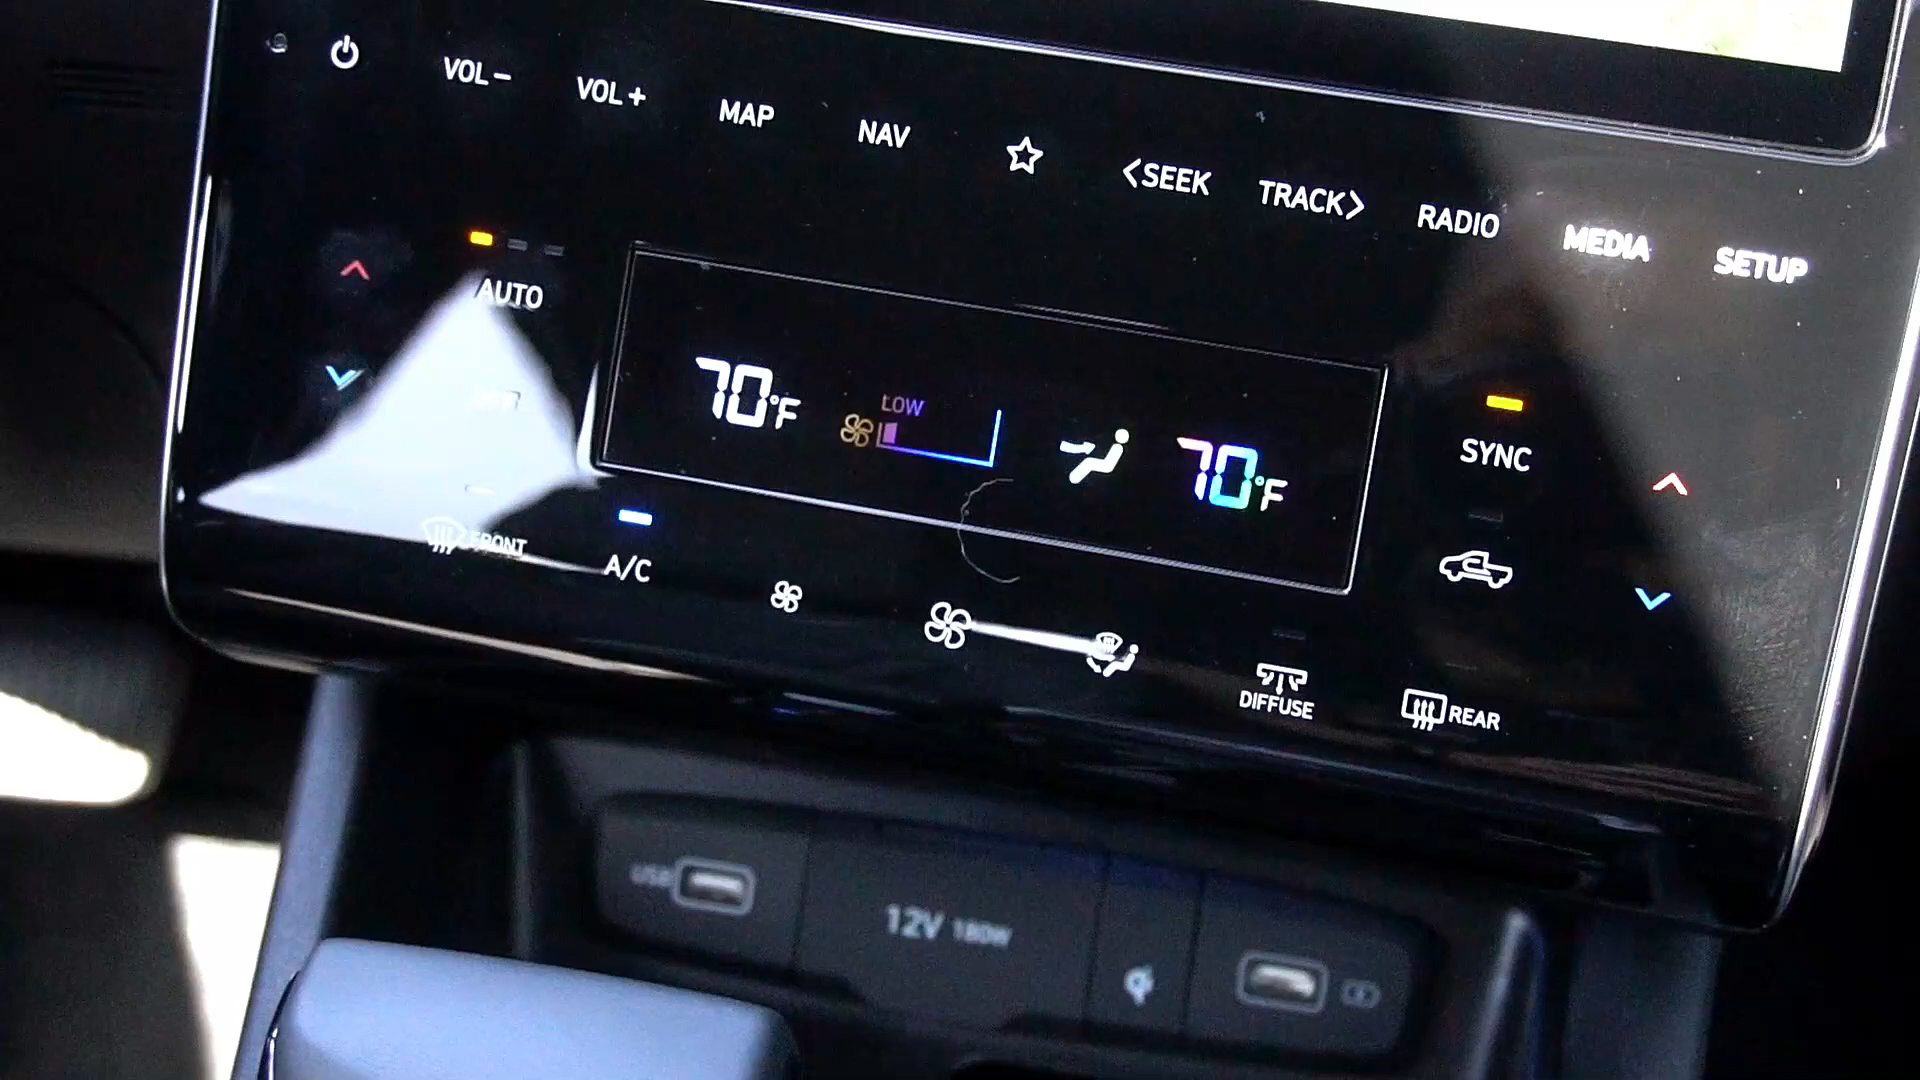 VOL− VOL+ MAP NAV <SEEK TRACK> RADIO MEDIA SETUP
AUTO
70°F LOW 70°F
SYNC
FRONT
A/C
DIFFUSE
REAR
USB
12V 180W